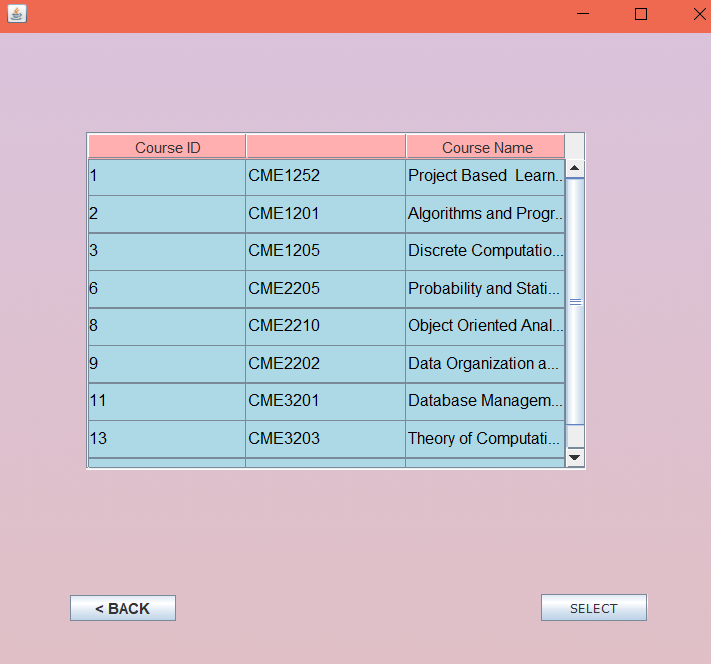 Course ID Course Name
1 CME1252 Project Based  Learn...
2 CME1201 Algorithms and Progr...
3 CME1205 Discrete Computatio...
6 CME2205 Probability and Stati...
8 CME2210 Object Oriented Anal...
9 CME2202 Data Organization a...
11 CME3201 Database Managem...
13 CME3203 Theory of Computati...
< BACK SELECT